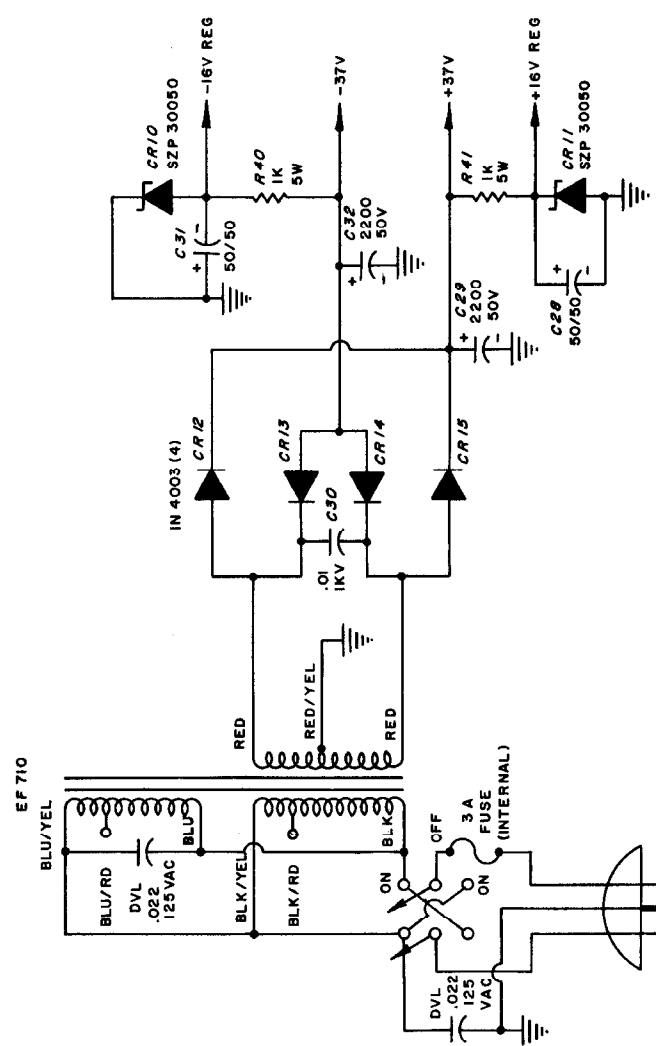 EF 710
BLU/YEL
BLU/RD
BLU
DVL
.022
125 VAC
BLK/YEL
BLK/RD
BLK
ON
OFF
ON
3 A
FUSE
(INTERNAL)
DVL
.022
125
VAC
RED
RED/YEL
RED
IN 4003 (4)
CR12
CR13
CR14
CR15
C30
.01
1KV
CR10
SZP 30050
-16V REG
C31
+ -
50/50
R40
1K
5W
-37V
C32
2200
50V
+
-
+37V
C29
2200
50V
+
-
R41
1K
5W
+16V REG
CR11
SZP 30050
C28
50/50
+
-